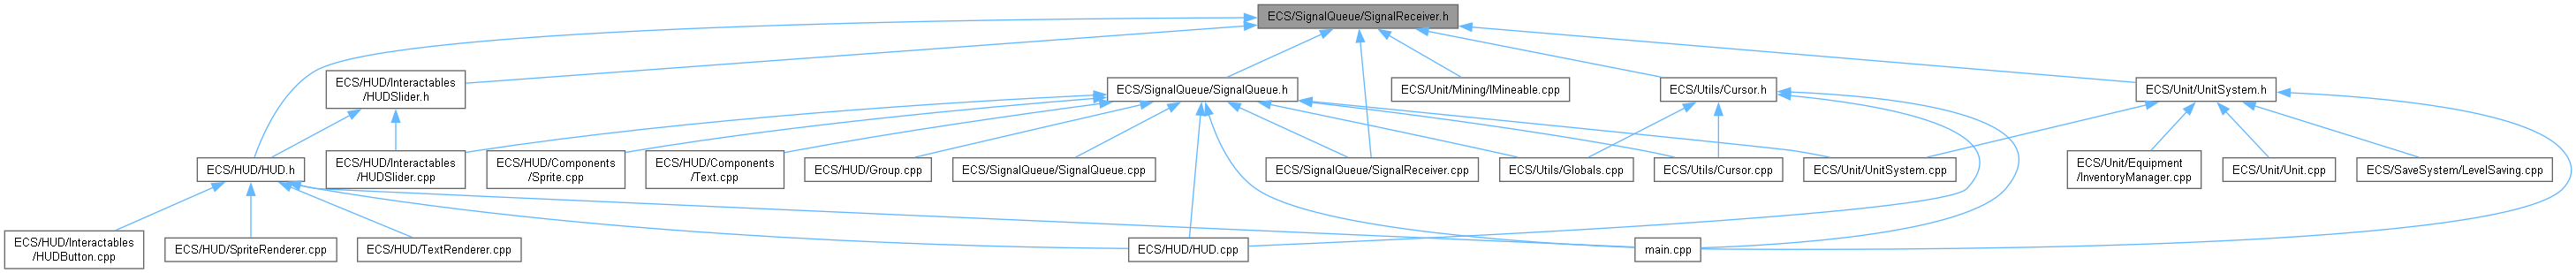 ECS/SignalQueue/SignalReceiver.h
ECS/HUD/Interactables
/HUDSlider.h
ECS/SignalQueue/SignalQueue.h
ECS/Unit/Mining/IMineable.cpp
ECS/Utils/Cursor.h
ECS/Unit/UnitSystem.h
ECS/HUD/HUD.h
ECS/HUD/Interactables
/HUDSlider.cpp
ECS/HUD/Components
/Sprite.cpp
ECS/HUD/Components
/Text.cpp
ECS/HUD/Group.cpp
ECS/SignalQueue/SignalQueue.cpp
ECS/SignalQueue/SignalReceiver.cpp
ECS/Utils/Globals.cpp
ECS/Utils/Cursor.cpp
ECS/Unit/UnitSystem.cpp
ECS/Unit/Equipment
/InventoryManager.cpp
ECS/Unit/Unit.cpp
ECS/SaveSystem/LevelSaving.cpp
ECS/HUD/Interactables
/HUDButton.cpp
ECS/HUD/SpriteRenderer.cpp
ECS/HUD/TextRenderer.cpp
ECS/HUD/HUD.cpp
main.cpp